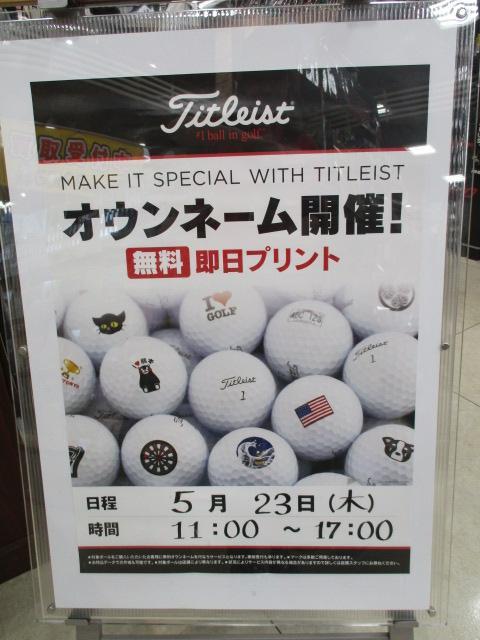 Titleist
#1 ball in golf
MAKE IT SPECIAL WITH TITLEIST
オウンネーム開催!
無料 即日プリント
I GOLF
熊本
Titleist
1
Titleist
1
日程 5月 23日(木)
時間 11:00 ~ 17:00